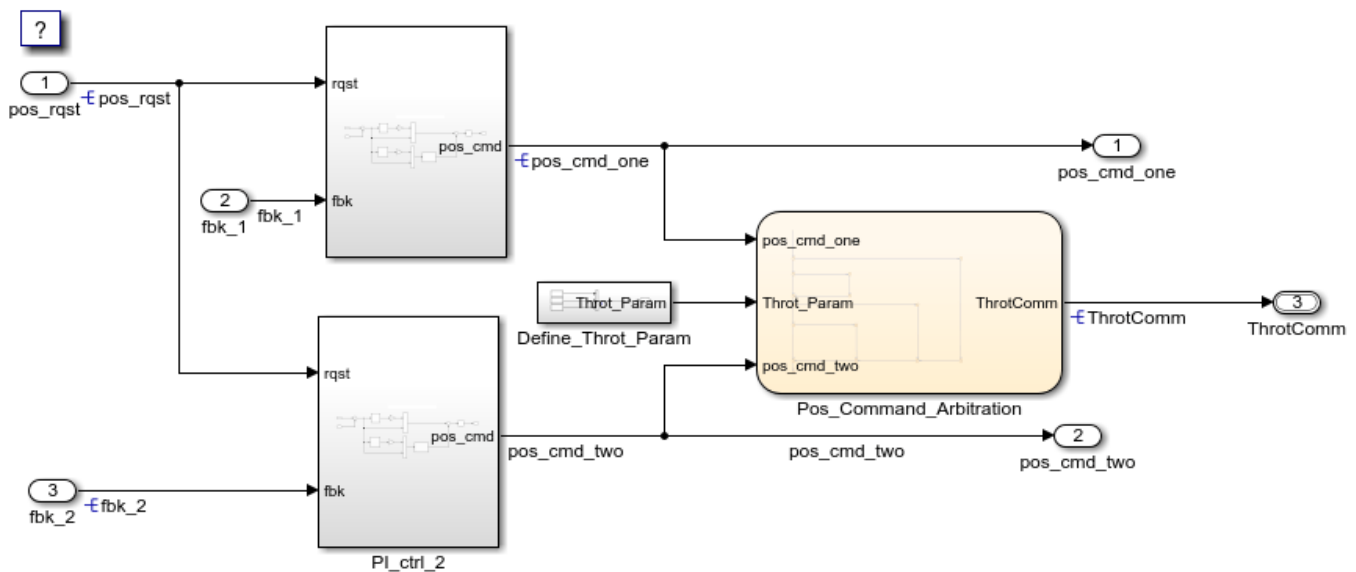 ?
1
pos_rqst
pos_rqst
rqst
pos_cmd
fbk
2
fbk_1
fbk_1
pos_cmd_one
1
pos_cmd_one
pos_cmd_one
Throt_Param
pos_cmd_two
ThrotComm
Pos_Command_Arbitration
Throt_Param
Define_Throt_Param
ThrotComm
3
ThrotComm
rqst
pos_cmd
fbk
PI_ctrl_2
pos_cmd_two
pos_cmd_two
2
pos_cmd_two
3
fbk_2
fbk_2